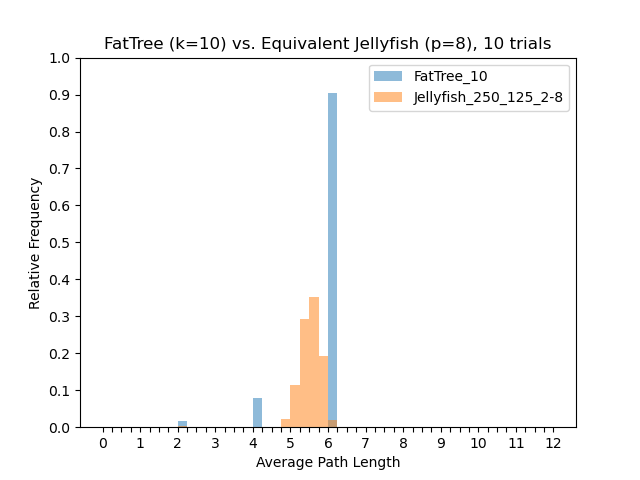 FatTree (k=10) vs. Equivalent Jellyfish (p=8), 10 trials
FatTree_10
Jellyfish_250_125_2-8
Relative Frequency
1.0
0.9
0.8
0.7
0.6
0.5
0.4
0.3
0.2
0.1
0.0
0 1 2 3 4 5 6 7 8 9 10 11 12
Average Path Length